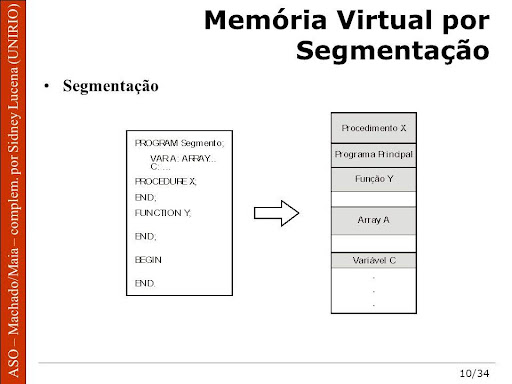 Memória Virtual por
Segmentação
• Segmentação
PROGRAM Segmento;
VAR A: ARRAY...
C: ...
PROCEDURE X;
END;
FUNCTION Y;
END;
BEGIN
END.
Procedimento X
Programa Principal
Função Y
Array A
Variável C
.
.
.
ASO – Machado/Maia – complem. por Sidney Lucena (UNIRIO)
10/34